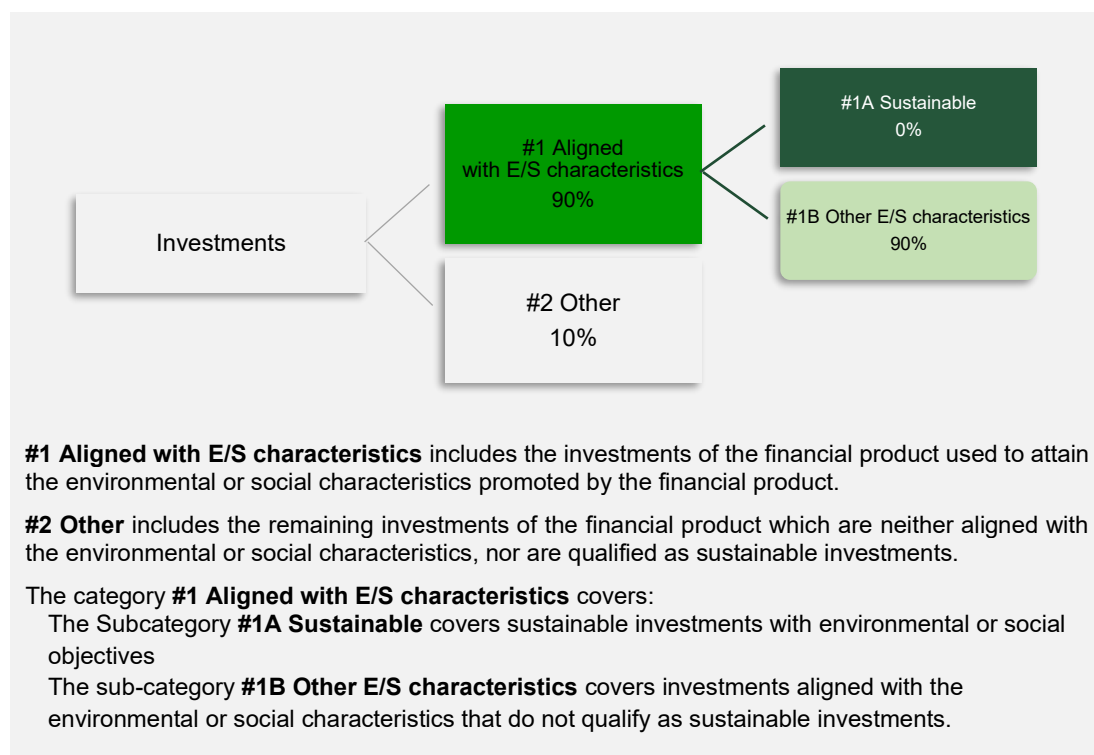 #1A Sustainable
0%
#1 Aligned
with E/S characteristics
90%
#1B Other E/S characteristics
90%
Investments
#2 Other
10%
#1 Aligned with E/S characteristics includes the investments of the financial product used to attain
the environmental or social characteristics promoted by the financial product.
#2 Other includes the remaining investments of the financial product which are neither aligned with
the environmental or social characteristics, nor are qualified as sustainable investments.
The category #1 Aligned with E/S characteristics covers:
The Subcategory #1A Sustainable covers sustainable investments with environmental or social
objectives
The sub-category #1B Other E/S characteristics covers investments aligned with the
environmental or social characteristics that do not qualify as sustainable investments.